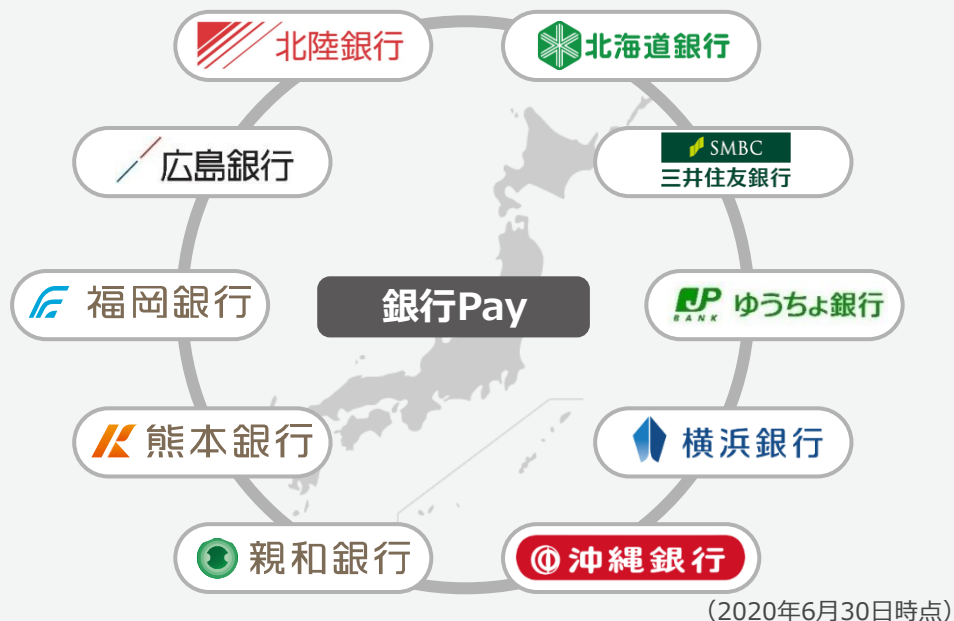 北陸銀行
北海道銀行
広島銀行
SMBC
三井住友銀行
福岡銀行
銀行Pay
JP
BANK
ゆうちょ銀行
熊本銀行
横浜銀行
親和銀行
沖縄銀行
（2020年6月30日時点）